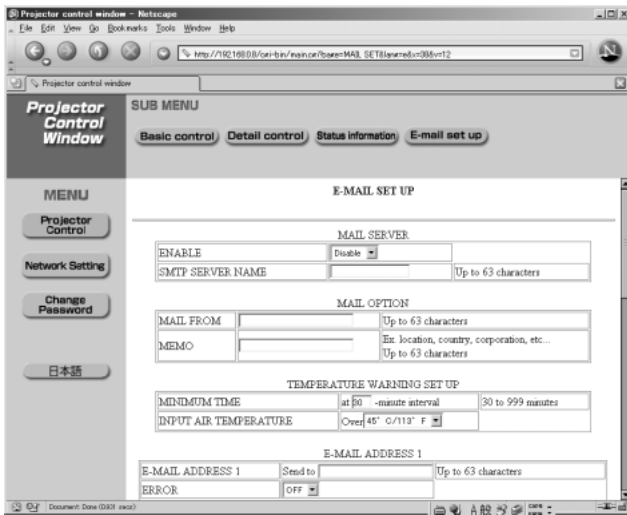 Projector control window - Netscape
File Edit View Go Bookmarks Tools Window Help
Projector control window
Projector
Control
Window
SUB MENU
Basic control Detail control Status information E-mail set up
MENU
Projector
Control
Network Setting
Change
Password
日本語
E-MAIL SET UP
MAIL SERVER
ENABLE Disable
SMTP SERVER NAME Up to 63 characters
MAIL OPTION
MAIL FROM Up to 63 characters
MEMO Ex. location, country, corporation, etc...
Up to 63 characters
TEMPERATURE WARNING SET UP
MINIMUM TIME at 30 -minute interval 30 to 999 minutes
INPUT AIR TEMPERATURE Over 45° C/113° F
E-MAIL ADDRESS 1
E-MAIL ADDRESS 1 Send to Up to 63 characters
ERROR OFF
Document: Done